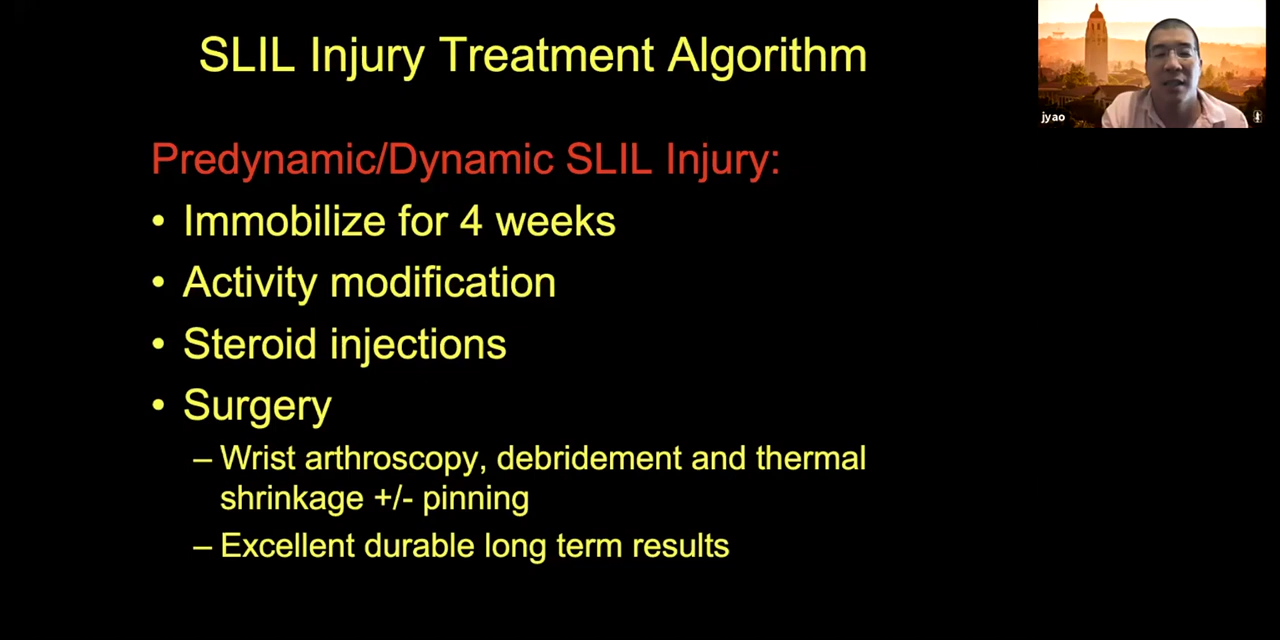 SLIL Injury Treatment Algorithm
jyao
Predynamic/Dynamic SLIL Injury:
• Immobilize for 4 weeks
• Activity modification
• Steroid injections
• Surgery
– Wrist arthroscopy, debridement and thermal
shrinkage +/- pinning
– Excellent durable long term results